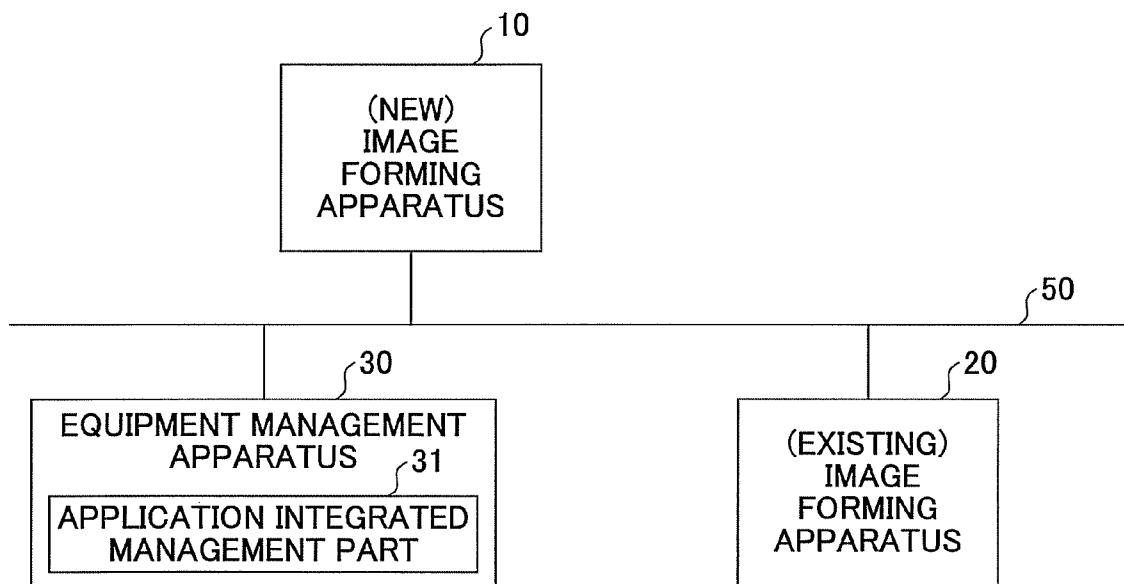 10
(NEW)
IMAGE
FORMING
APPARATUS
50
30
EQUIPMENT MANAGEMENT
APPARATUS
31
APPLICATION INTEGRATED
MANAGEMENT PART
20
(EXISTING)
IMAGE
FORMING
APPARATUS